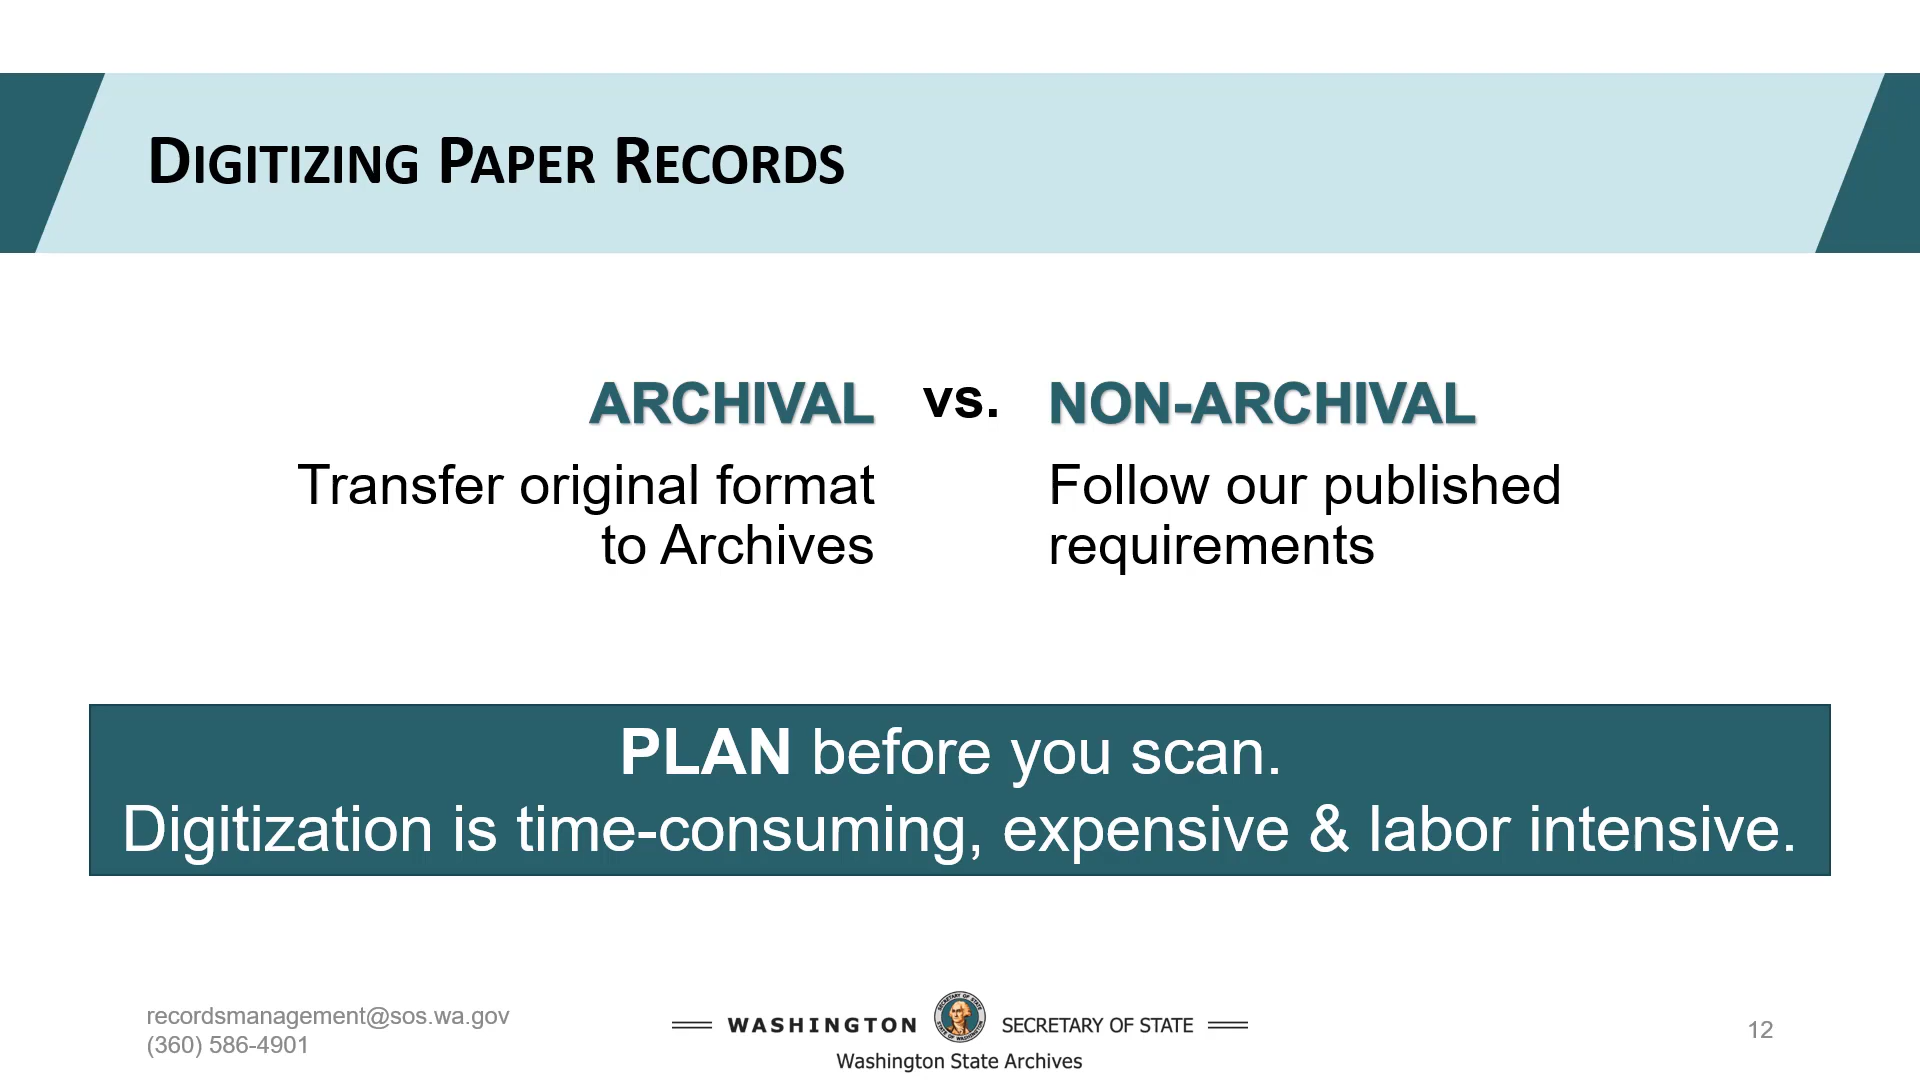 DIGITIZING PAPER RECORDS
ARCHIVAL vs. NON-ARCHIVAL
Transfer original format
to Archives
Follow our published
requirements
PLAN before you scan.
Digitization is time-consuming, expensive & labor intensive.
recordsmanagement@sos.wa.gov
(360) 586-4901
WASHINGTON SECRETARY OF STATE
Washington State Archives
12